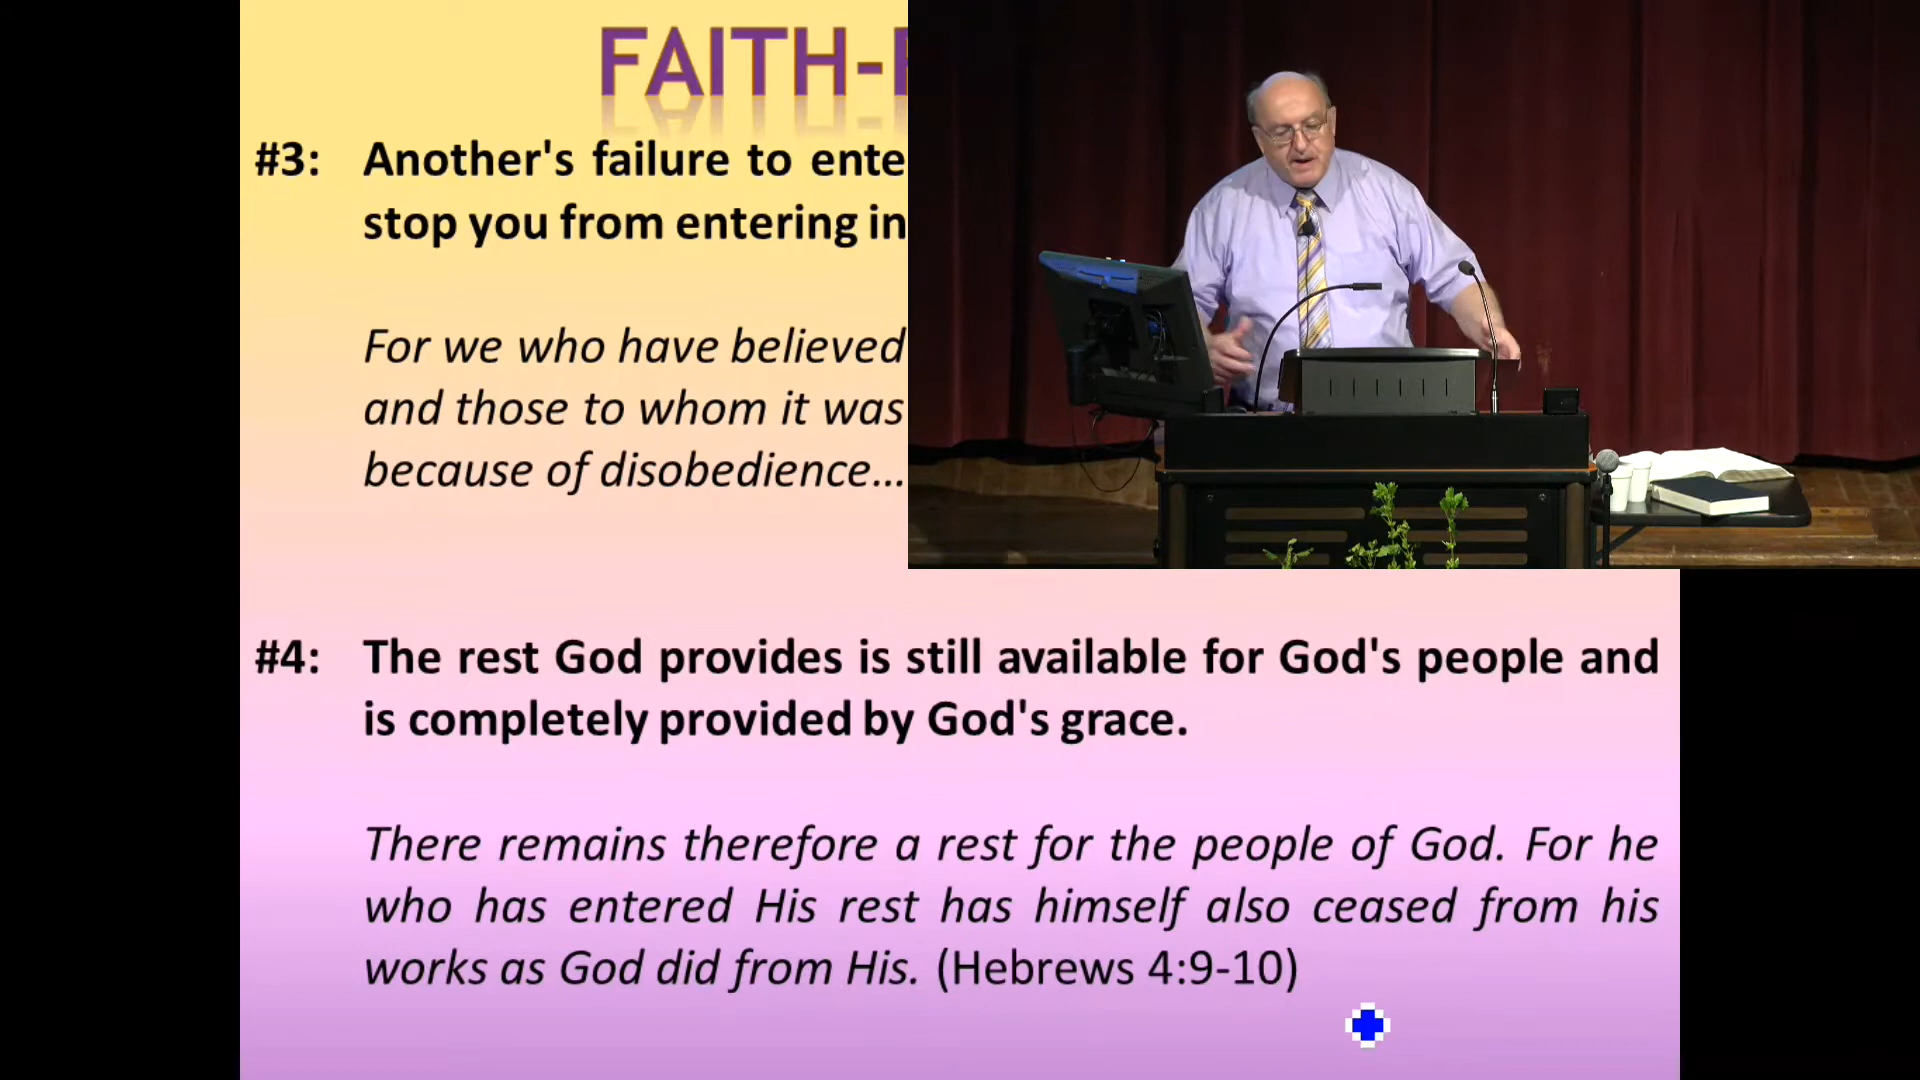 FAITH-
#3: Another's failure to ente
stop you from entering in
For we who have believed
and those to whom it was
because of disobedience...
#4: The rest God provides is still available for God's people and
is completely provided by God's grace.
There remains therefore a rest for the people of God. For he
who has entered His rest has himself also ceased from his
works as God did from His. (Hebrews 4:9-10)